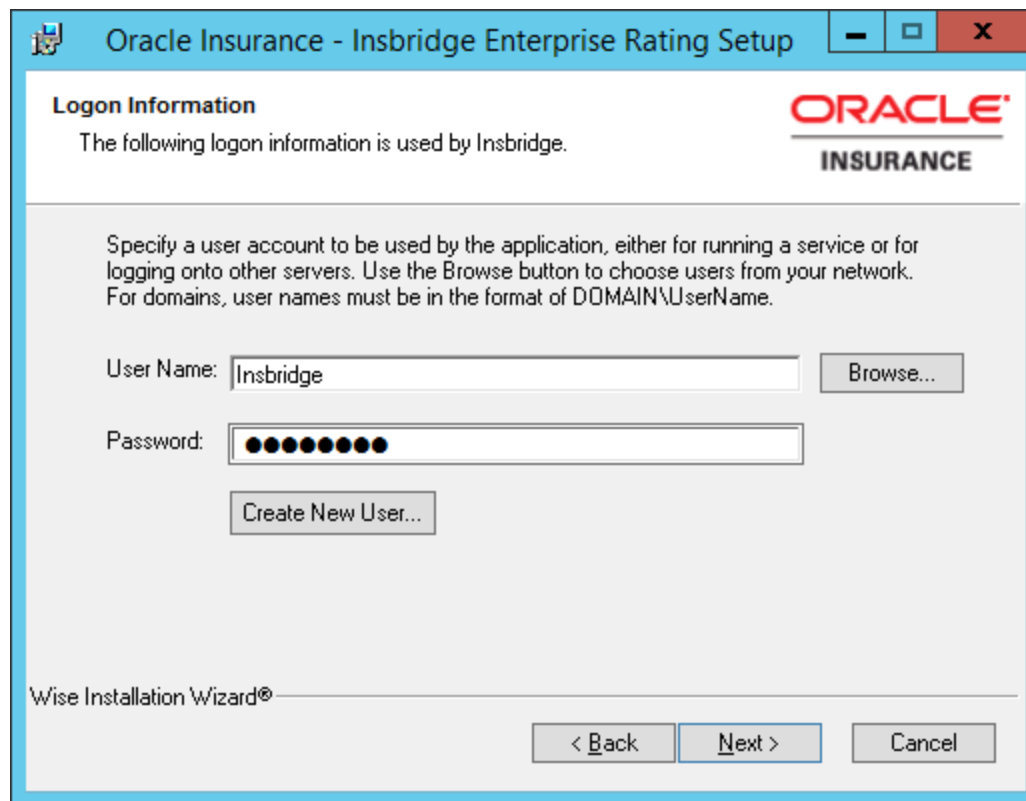 Oracle Insurance - Insbridge Enterprise Rating Setup
Logon Information
The following logon information is used by Insbridge.
ORACLE
INSURANCE
Specify a user account to be used by the application, either for running a service or for
logging onto other servers. Use the Browse button to choose users from your network.
For domains, user names must be in the format of DOMAIN\UserName.
User Name: Insbridge Browse...
Password: ●●●●●●●●
Create New User...
Wise Installation Wizard®
< Back Next > Cancel